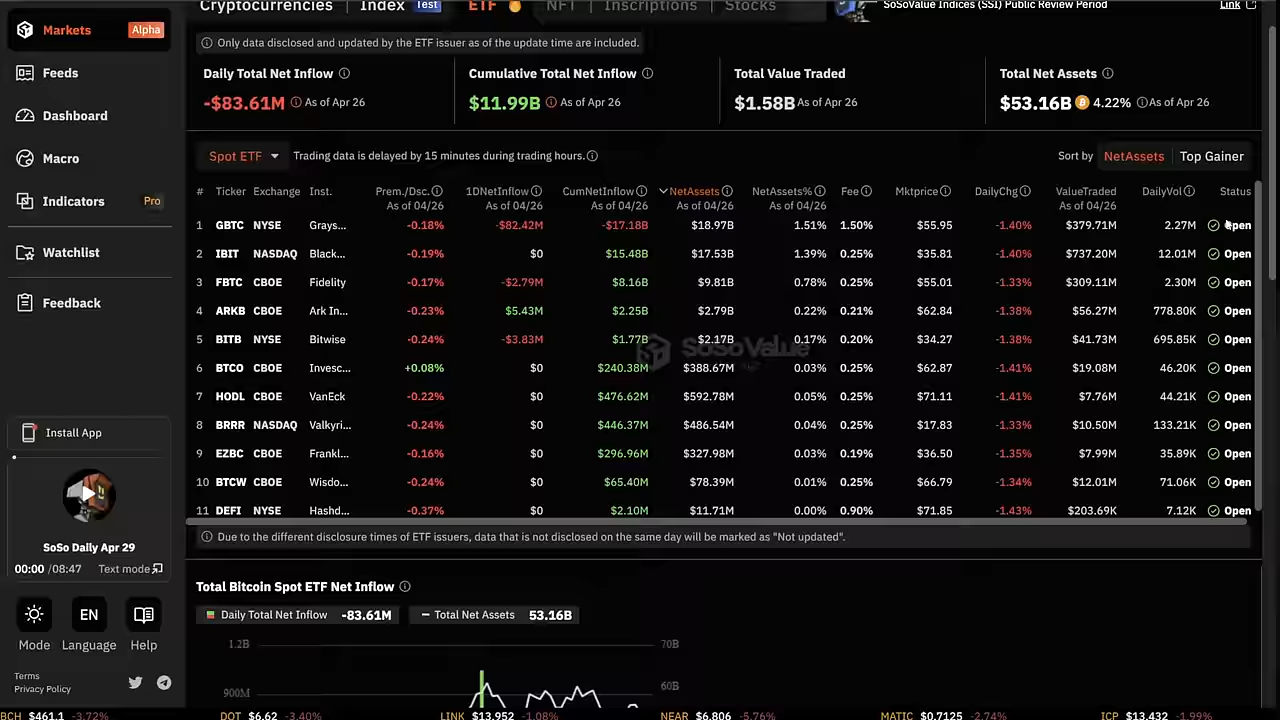 Cryptocurrencies Index Test ETF NFT Inscriptions Stocks SoSoValue Indices (SSI) Public Review Period Link
Markets Alpha
Feeds
Dashboard
Macro
Indicators Pro
Watchlist
Feedback
Install App
SoSo Daily Apr 29
00:00 /08:47 Text mode
EN
Mode Language Help
Terms
Privacy Policy
Only data disclosed and updated by the ETF issuer as of the update time are included.
Daily Total Net Inflow Cumulative Total Net Inflow Total Value Traded Total Net Assets
-$83.61M As of Apr 26 $11.99B As of Apr 26 $1.58B As of Apr 26 $53.16B 4.22% As of Apr 26
Spot ETF Trading data is delayed by 15 minutes during trading hours. Sort by NetAssets Top Gainer
# Ticker Exchange Inst. Prem./Dsc. 1DNetInflow CumNetInflow NetAssets NetAssets% Fee Mktprice DailyChg ValueTraded DailyVol Status
As of 04/26 As of 04/26 As of 04/26 As of 04/26 As of 04/26 As of 04/26
1 GBTC NYSE Grays... -0.18% -$82.42M -$17.18B $18.97B 1.51% 1.50% $55.95 -1.40% $379.71M 2.27M Open
2 IBIT NASDAQ Black... -0.19% $0 $15.48B $17.53B 1.39% 0.25% $35.81 -1.40% $737.20M 12.01M Open
3 FBTC CBOE Fidelity -0.17% -$2.79M $8.16B $9.81B 0.78% 0.25% $55.01 -1.33% $309.11M 2.30M Open
4 ARKB CBOE Ark In... -0.23% $5.43M $2.25B $2.79B 0.22% 0.21% $62.84 -1.38% $56.27M 778.80K Open
5 BITB NYSE Bitwise -0.24% -$3.83M $1.77B $2.17B 0.17% 0.20% $34.27 -1.38% $41.73M 695.85K Open
SoSoValue
6 BTCO CBOE Invesc... +0.08% $0 $240.38M $388.67M 0.03% 0.25% $62.87 -1.41% $19.08M 46.20K Open
7 HODL CBOE VanEck -0.22% $0 $476.62M $592.78M 0.05% 0.25% $71.11 -1.41% $7.76M 44.21K Open
8 BRRR NASDAQ Valkyri... -0.24% $0 $446.37M $486.54M 0.04% 0.25% $17.83 -1.33% $10.50M 133.21K Open
9 EZBC CBOE Frankl... -0.16% $0 $296.96M $327.98M 0.03% 0.19% $36.50 -1.35% $7.99M 35.89K Open
10 BTCW CBOE Wisdo... -0.24% $0 $65.40M $78.39M 0.01% 0.25% $66.79 -1.34% $12.01M 71.06K Open
11 DEFI NYSE Hashd... -0.37% $0 $2.10M $11.71M 0.00% 0.90% $71.85 -1.43% $203.69K 7.12K Open
Due to the different disclosure times of ETF issuers, data that is not disclosed on the same day will be marked as "Not updated".
Total Bitcoin Spot ETF Net Inflow
Daily Total Net Inflow -83.61M Total Net Assets 53.16B
1.2B 70B
900M 60B
BCH $461.1 -3.72% DOT $6.62 -3.40% LINK $13.952 -1.08% NEAR $6.806 -5.76% MATIC $0.7125 -2.74% ICP $13.432 -1.99%